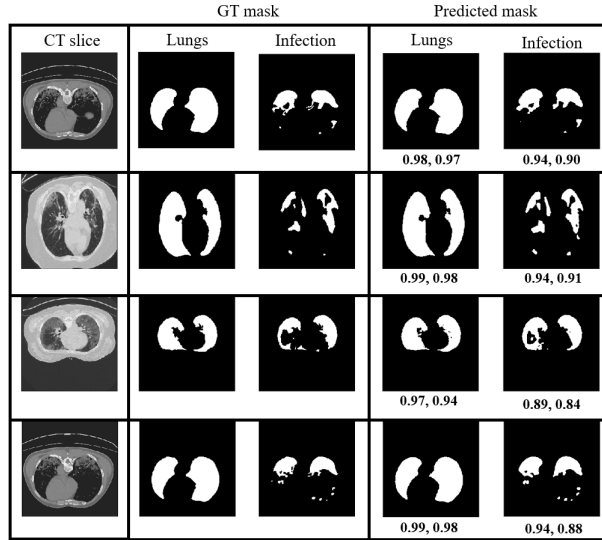 GT mask Predicted mask
CT slice Lungs Infection Lungs Infection
0.98, 0.97 0.94, 0.90
0.99, 0.98 0.94, 0.91
0.97, 0.94 0.89, 0.84
0.99, 0.98 0.94, 0.88